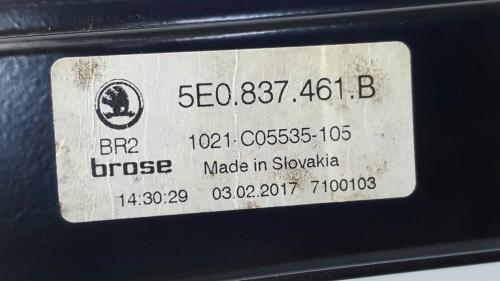 5E0.837.461.B
BR2 1021-C05535-105
brose Made in Slovakia
14:30:29 03.02.2017 7100103